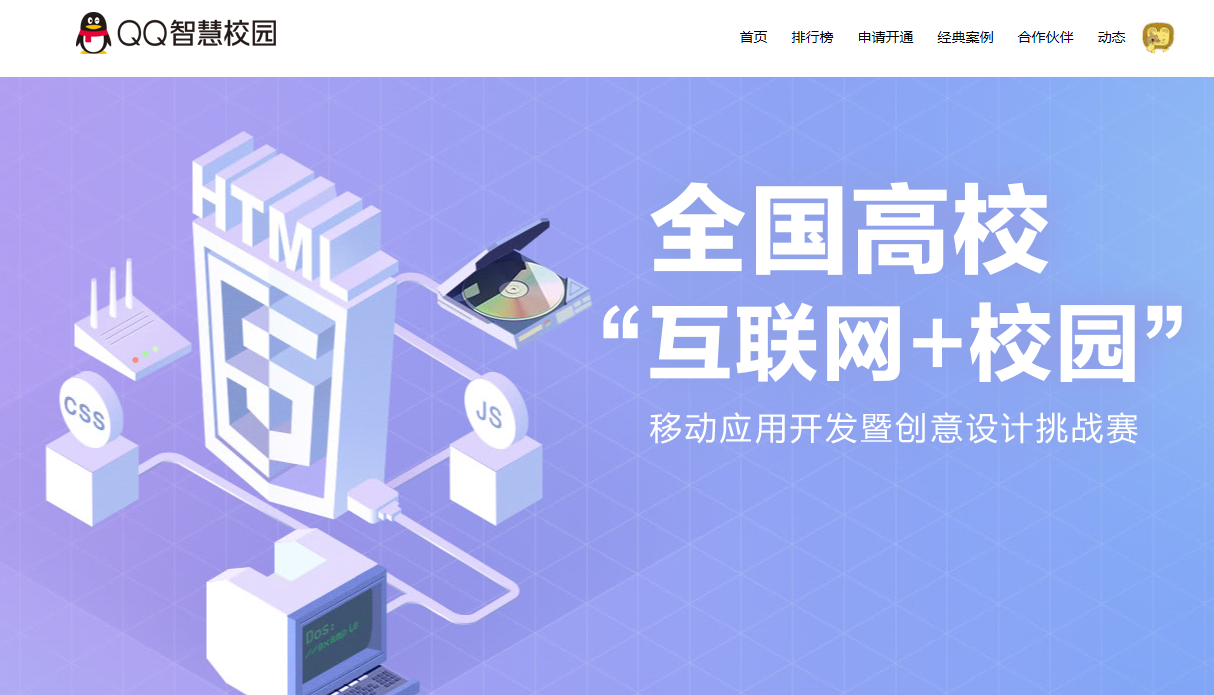 QQ智慧校园
首页 排行榜 申请开通 经典案例 合作伙伴 动态
HTML
全国高校
“互联网+校园”
移动应用开发暨创意设计挑战赛
CSS
JS
Dos:
//example